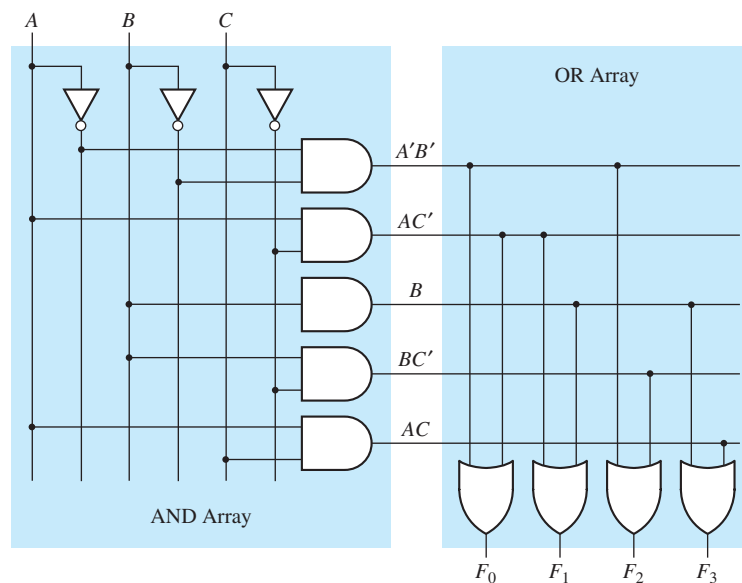 A B C
OR Array
A′B′
AC′
B
BC′
AC
AND Array
F₀ F₁ F₂ F₃